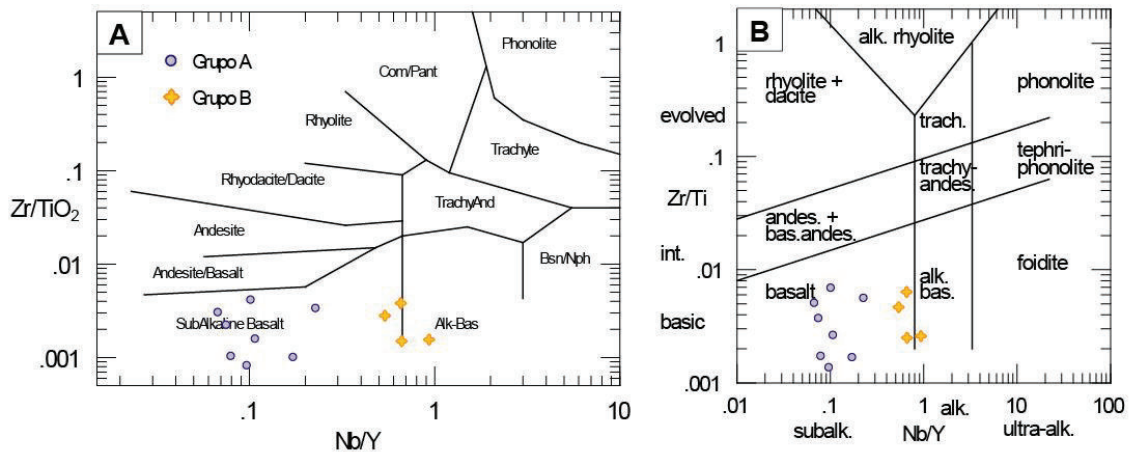 A
Grupo A
Grupo B
Phonolite
Com/Pant
Rhyolite
Trachyte
Rhyodacite/Dacite
TrachyAnd
Andesite
Bsn/Nph
Andesite/Basalt
SubAlkaline Basalt
Alk-Bas
1
.1
.01
.001
Zr/TiO2
.1
1
10
Nb/Y
B
alk. rhyolite
rhyolite +
dacite
phonolite
trach.
tephri-
phonolite
trachy-
andes.
andes. +
bas.andes.
foidite
basalt
alk.
bas.
evolved
int.
basic
1
.1
Zr/Ti
.01
.001
.01
0.1
1
10
100
subalk.
Nb/Y
alk.
ultra-alk.